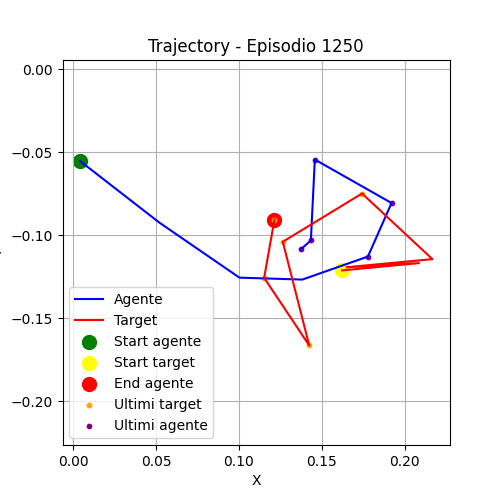 Trajectory - Episodio 1250
0.00
−0.05
−0.10
−0.15
−0.20
Agente
Target
Start agente
Start target
End agente
Ultimi target
Ultimi agente
0.00 0.05 0.10 0.15 0.20
X